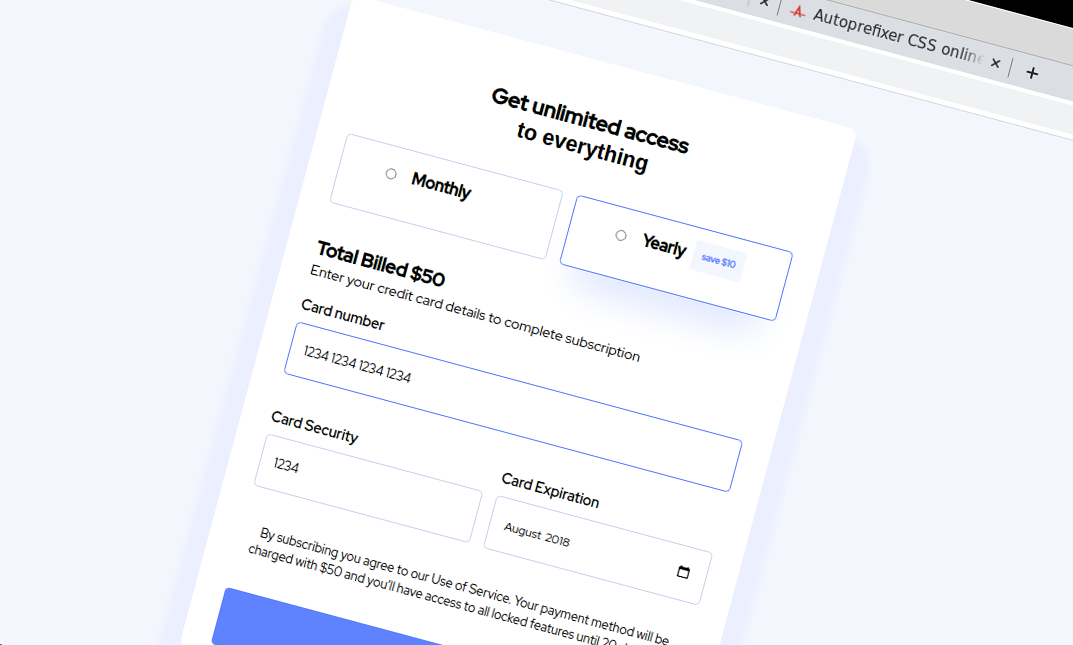 Autoprefixer CSS online
Get unlimited access
to everything
Monthly
Yearly save $10
Total Billed $50
Enter your credit card details to complete subscription
Card number
1234 1234 1234 1234
Card Security
1234
Card Expiration
August 2018
By subscribing you agree to our Use of Service. Your payment method will be
charged with $50 and you'll have access to all locked features until